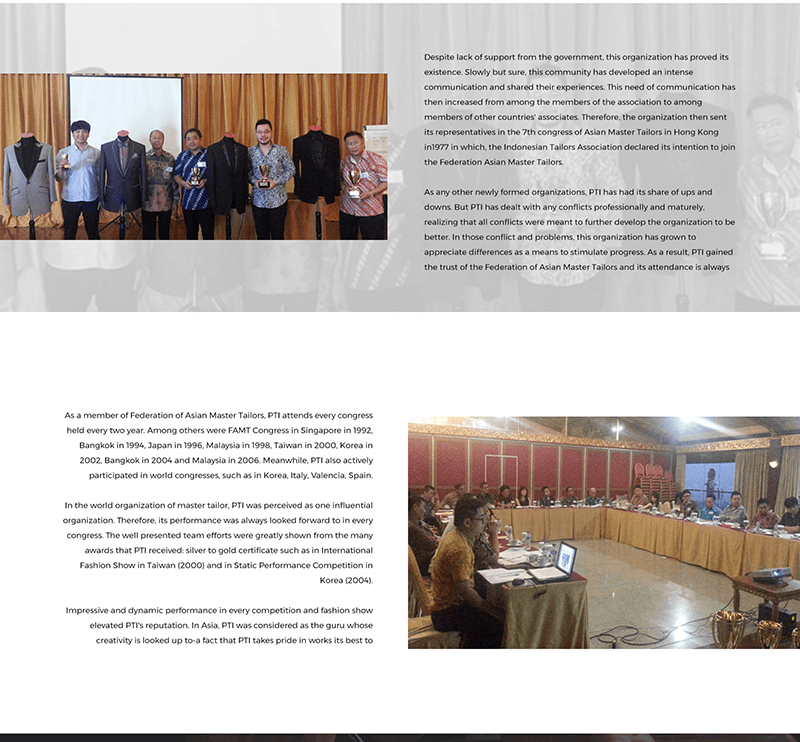 Despite lack of support from the government, this organization has proved its
existence. Slowly but sure, this community has developed an intense
communication and shared their experiences. This need of communication has
then increased from among the members of the association to among
members of other countries' associates. Therefore, the organization then sent
its representatives in the 7th congress of Asian Master Tailors in Hong Kong
in1977 in which, the Indonesian Tailors Association declared its intention to join
the Federation Asian Master Tailors.
As any other newly formed organizations, PTI has had its share of ups and
downs. But PTI has dealt with any conflicts professionally and maturely,
realizing that all conflicts were meant to further develop the organization to be
better. In those conflict and problems, this organization has grown to
appreciate differences as a means to stimulate progress. As a result, PTI gained
the trust of the Federation of Asian Master Tailors and its attendance is always
As a member of Federation of Asian Master Tailors, PTI attends every congress
held every two year. Among others were FAMT Congress in Singapore in 1992,
Bangkok in 1994, Japan in 1996, Malaysia in 1998, Taiwan in 2000, Korea in
2002, Bangkok in 2004 and Malaysia in 2006. Meanwhile, PTI also actively
participated in world congresses, such as in Korea, Italy, Valencia, Spain.
In the world organization of master tailor, PTI was perceived as one influential
organization. Therefore, its performance was always looked forward to in every
congress. The well presented team efforts were greatly shown from the many
awards that PTI received: silver to gold certificate such as in International
Fashion Show in Taiwan (2000) and in Static Performance Competition in
Korea (2004).
Impressive and dynamic performance in every competition and fashion show
elevated PTI's reputation. In Asia, PTI was considered as the guru whose
creativity is looked up to-a fact that PTI takes pride in works its best to